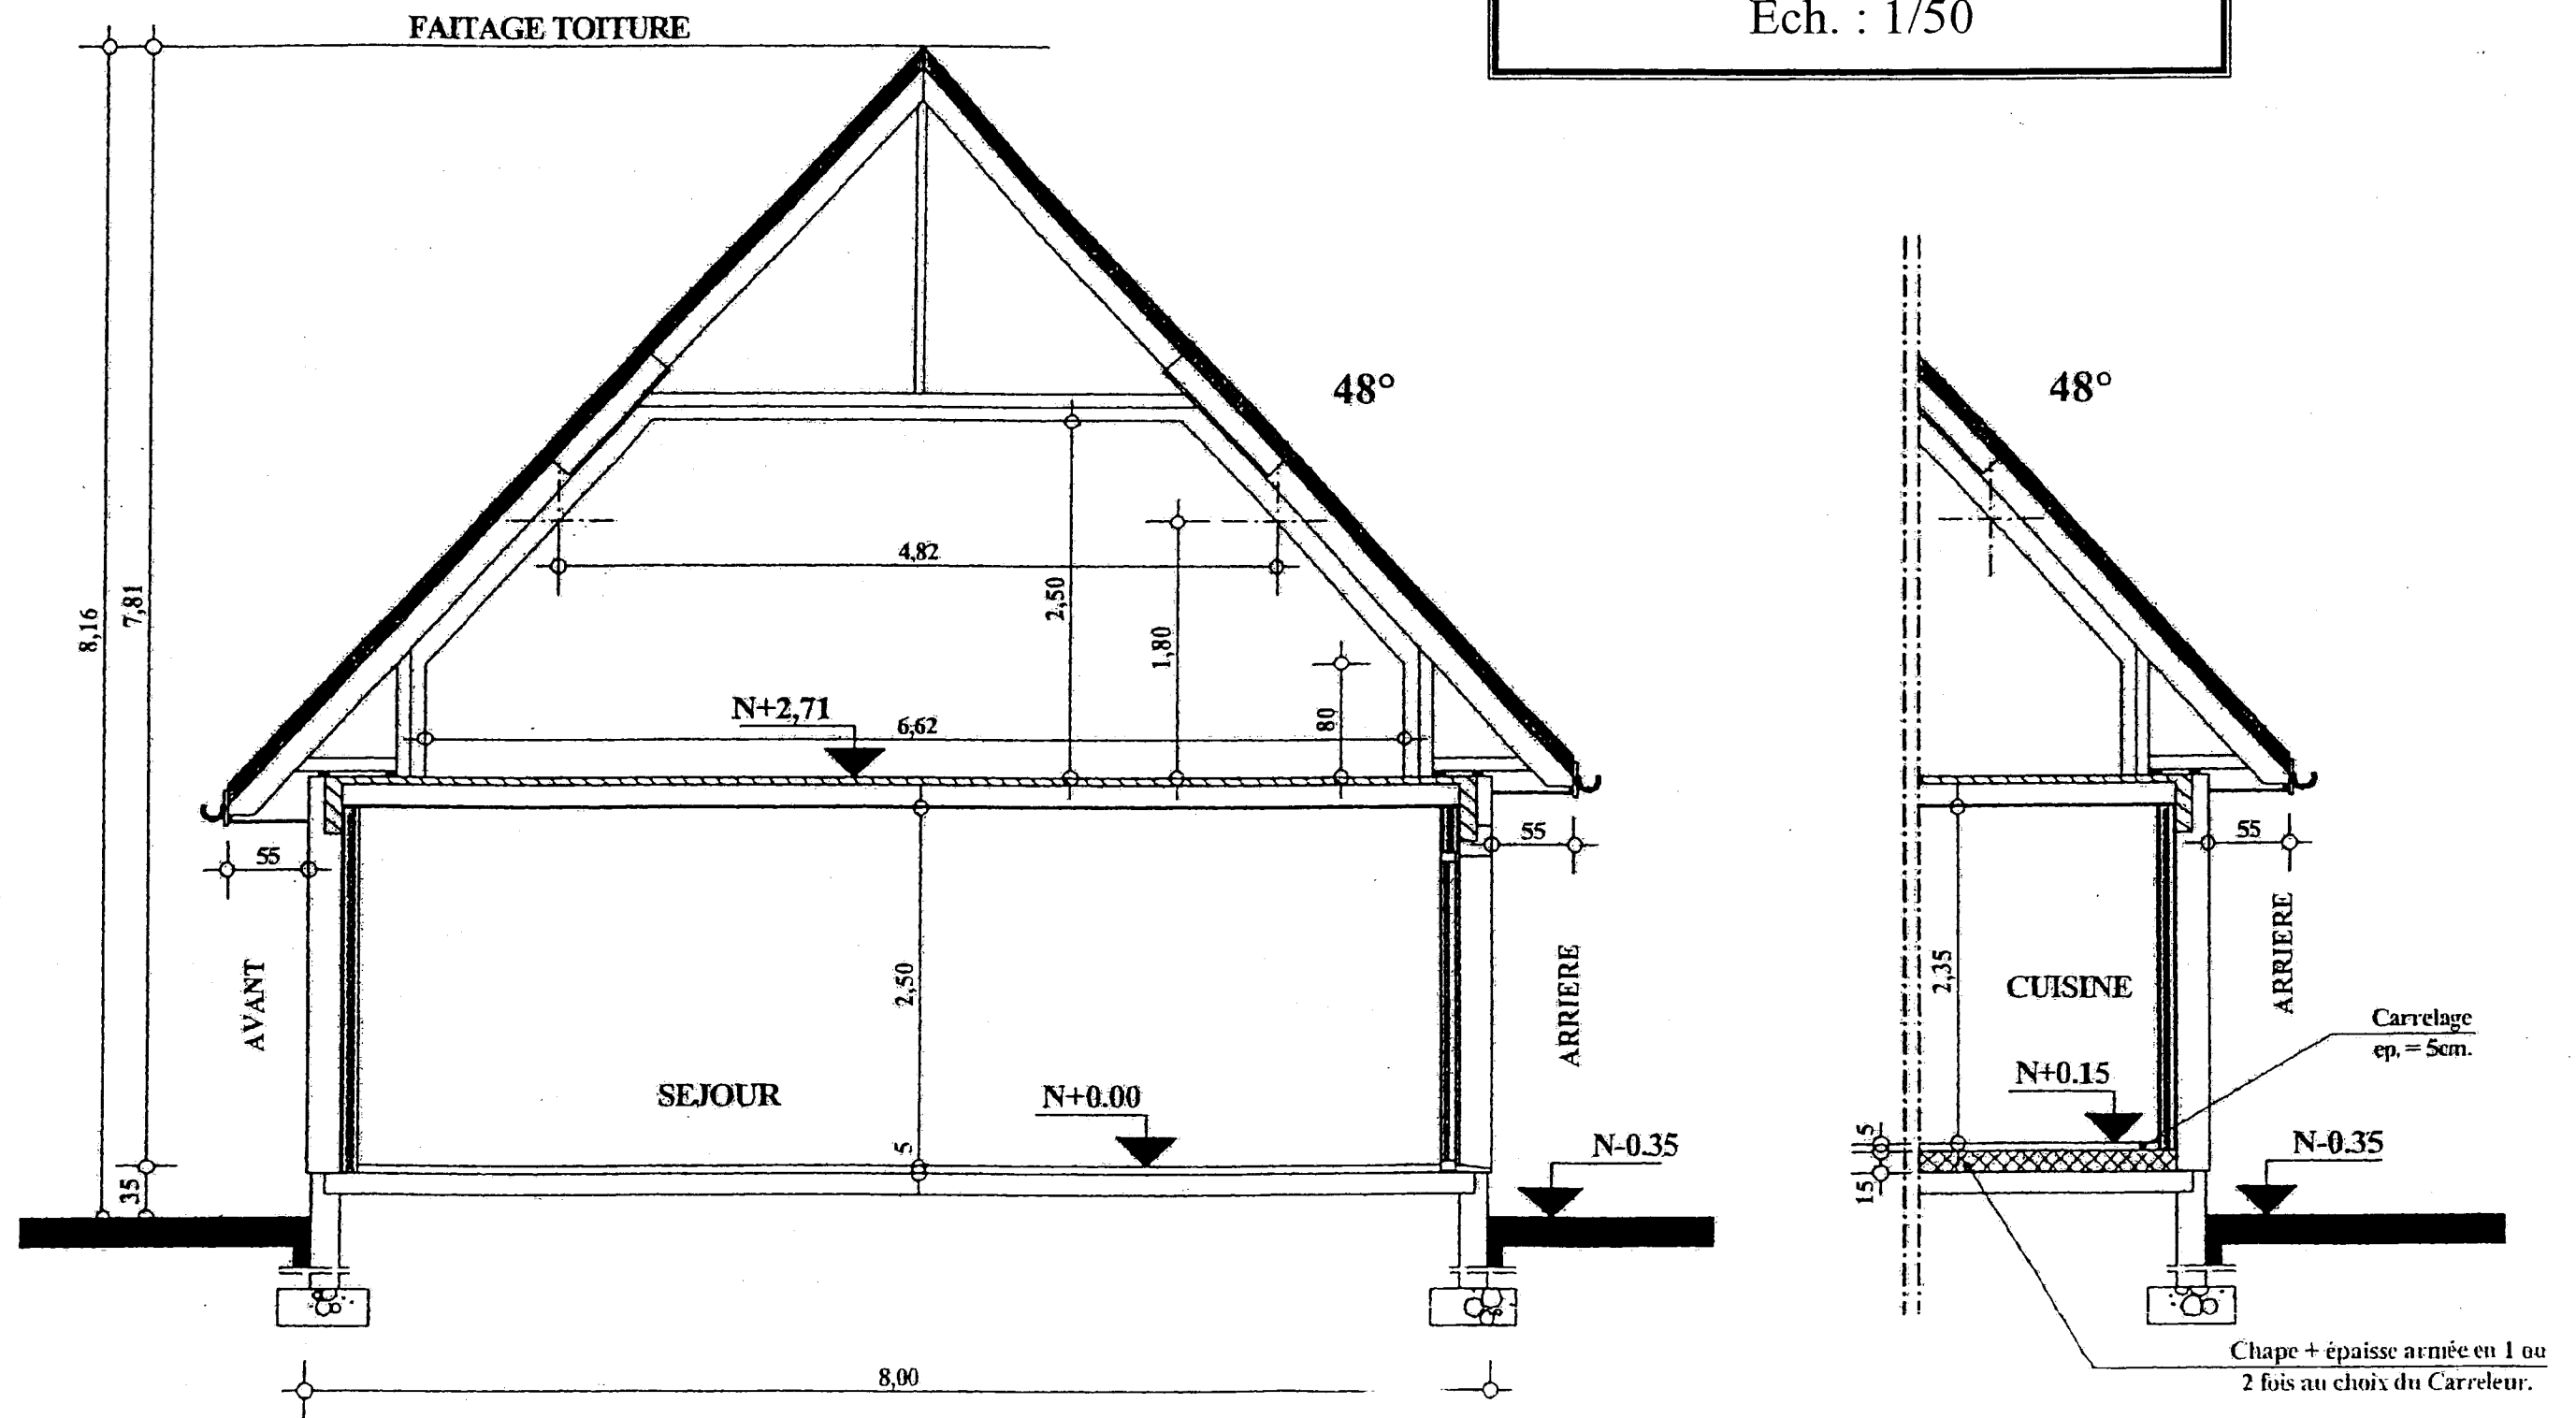 FAITAGE TOITURE
Ech. : 1/50
48°
48°
8,16
7,81
4,82
2,50
1,80
80
N+2,71
6,62
55
55
55
AVANT
ARRIERE
ARRIERE
2,50
2,35
SEJOUR
CUISINE
Carrelage
ep. = 5cm.
N+0.00
N+0.15
5
5
N-0.35
N-0.35
35
15
8,00
Chape + épaisse armée en 1 ou
2 fois au choix du Carreleur.